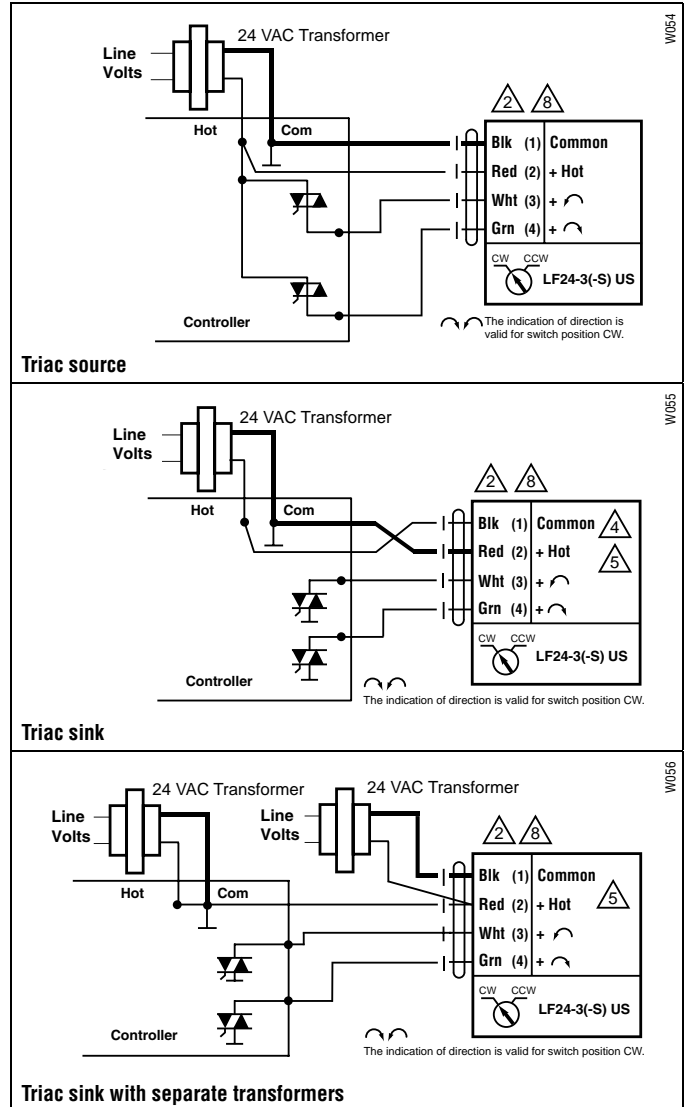 W054
24 VAC Transformer
Line
Volts
2 8
Hot Com
Blk (1) Common
Red (2) + Hot
Wht (3) +
Grn (4) +
CW CCW
LF24-3(-S) US
Controller
The indication of direction is
valid for switch position CW.
Triac source
W055
24 VAC Transformer
Line
Volts
2 8
Hot Com
Blk (1) Common 4
Red (2) + Hot 5
Wht (3) +
Grn (4) +
CW CCW
LF24-3(-S) US
Controller
The indication of direction is valid for switch position CW.
Triac sink
W056
24 VAC Transformer 24 VAC Transformer
Line
Volts
Line
Volts
2 8
Hot Com
Blk (1) Common
Red (2) + Hot 5
Wht (3) +
Grn (4) +
CW CCW
LF24-3(-S) US
Controller
The indication of direction is valid for switch position CW.
Triac sink with separate transformers